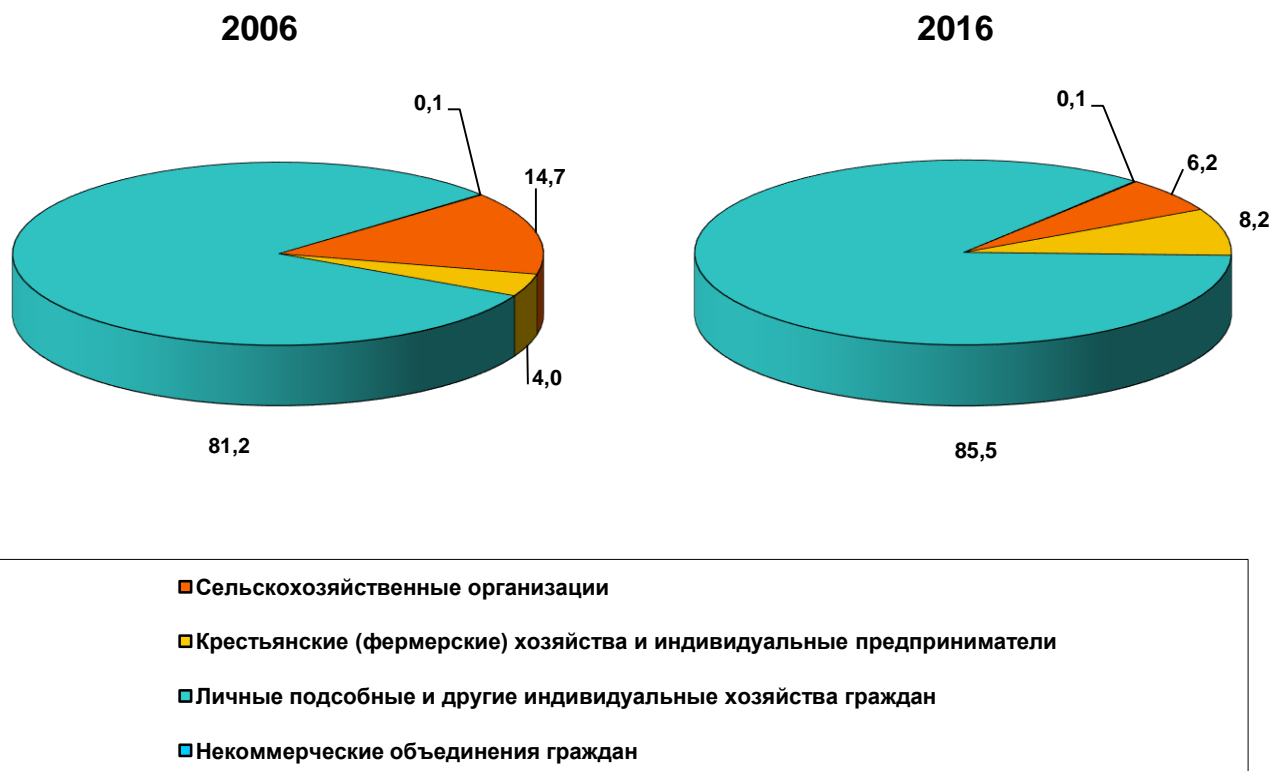 2006
2016
0,1
14,7
4,0
81,2
0,1
6,2
8,2
85,5
Сельскохозяйственные организации
Крестьянские (фермерские) хозяйства и индивидуальные предприниматели
Личные подсобные и другие индивидуальные хозяйства граждан
Некоммерческие объединения граждан